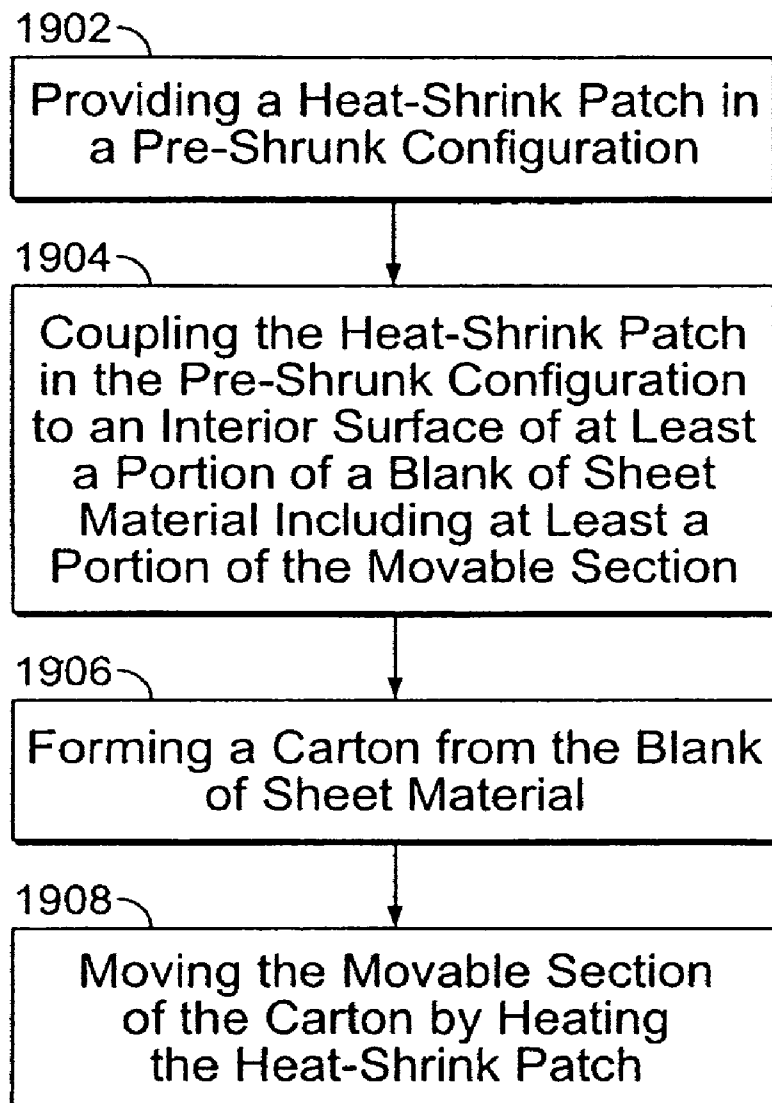 1902
Providing a Heat-Shrink Patch in
a Pre-Shrunk Configuration
1904
Coupling the Heat-Shrink Patch
in the Pre-Shrunk Configuration
to an Interior Surface of at Least
a Portion of a Blank of Sheet
Material Including at Least a
Portion of the Movable Section
1906
Forming a Carton from the Blank
of Sheet Material
1908
Moving the Movable Section
of the Carton by Heating
the Heat-Shrink Patch